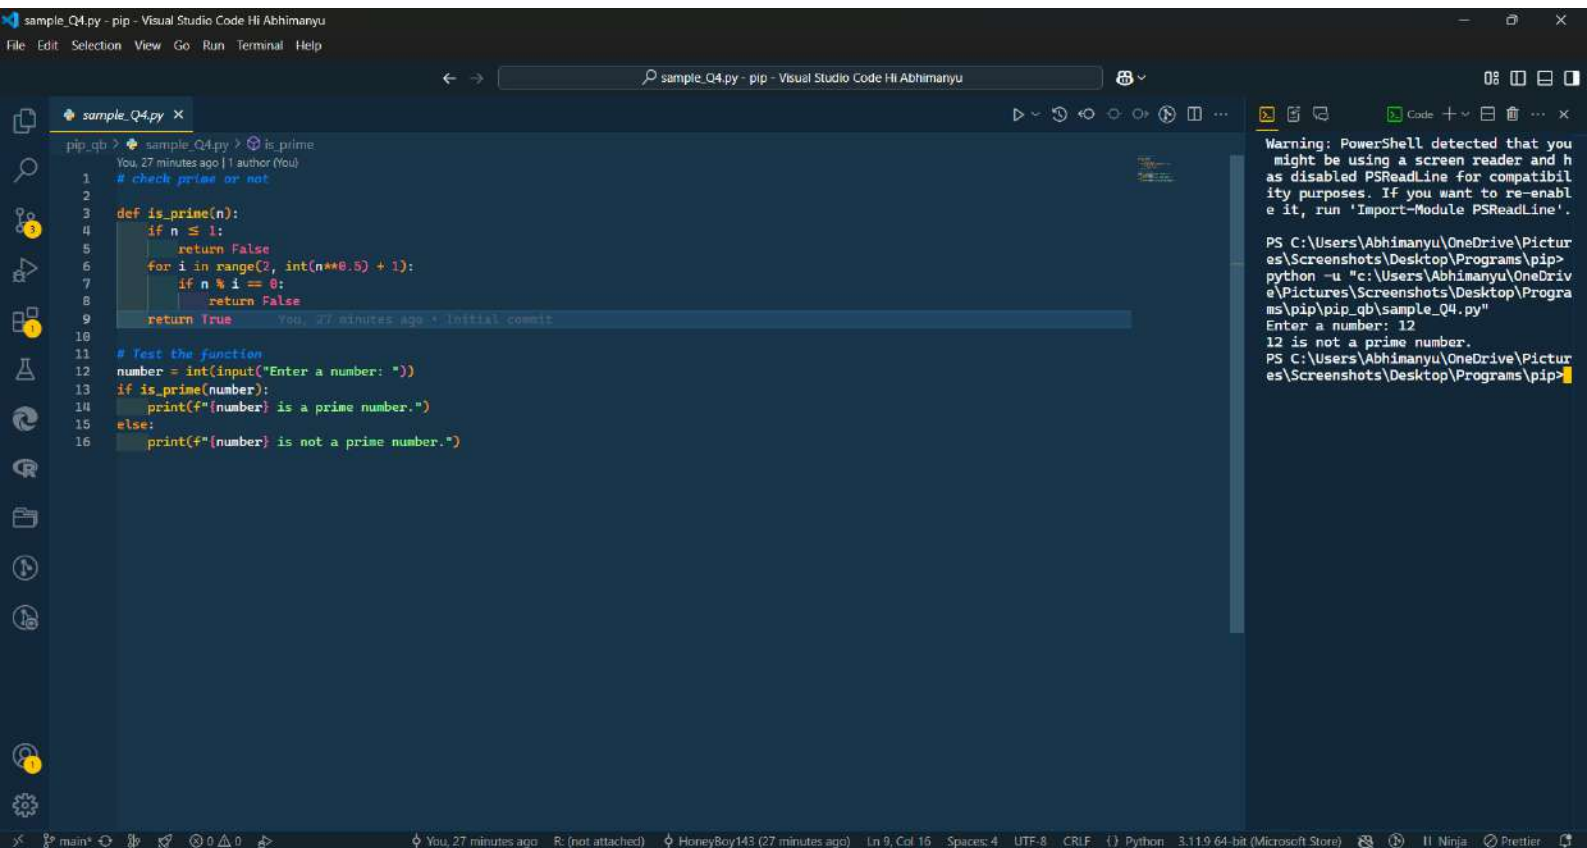 sample_Q4.py - pip - Visual Studio Code Hi Abhimanyu
File Edit Selection View Go Run Terminal Help
sample_Q4.py - pip - Visual Studio Code Hi Abhimanyu
sample_Q4.py
pip_qb > sample_Q4.py > is_prime
You, 27 minutes ago | 1 author (You)
1 # check prime or not
2
3 def is_prime(n):
4 if n ≤ 1:
5 return False
6 for i in range(2, int(n**0.5) + 1):
7 if n % i == 0:
8 return False
9 return True You, 27 minutes ago • Initial commit
10
11 # Test the function
12 number = int(input("Enter a number: "))
13 if is_prime(number):
14 print(f"{number} is a prime number.")
15 else:
16 print(f"{number} is not a prime number.")
Code
Warning: PowerShell detected that you
might be using a screen reader and h
as disabled PSReadLine for compatibil
ity purposes. If you want to re-enabl
e it, run 'Import-Module PSReadLine'.
PS C:\Users\Abhimanyu\OneDrive\Pictur
es\Screenshots\Desktop\Programs\pip>
python -u "c:\Users\Abhimanyu\OneDriv
e\Pictures\Screenshots\Desktop\Progra
ms\pip\pip_qb\sample_Q4.py"
Enter a number: 12
12 is not a prime number.
PS C:\Users\Abhimanyu\OneDrive\Pictur
es\Screenshots\Desktop\Programs\pip>
3
1
1
main* 0 0 You, 27 minutes ago R: (not attached) HoneyBoy143 (27 minutes ago) Ln 9, Col 16 Spaces: 4 UTF-8 CRLF {} Python 3.11.9 64-bit (Microsoft Store) Ninja Prettier